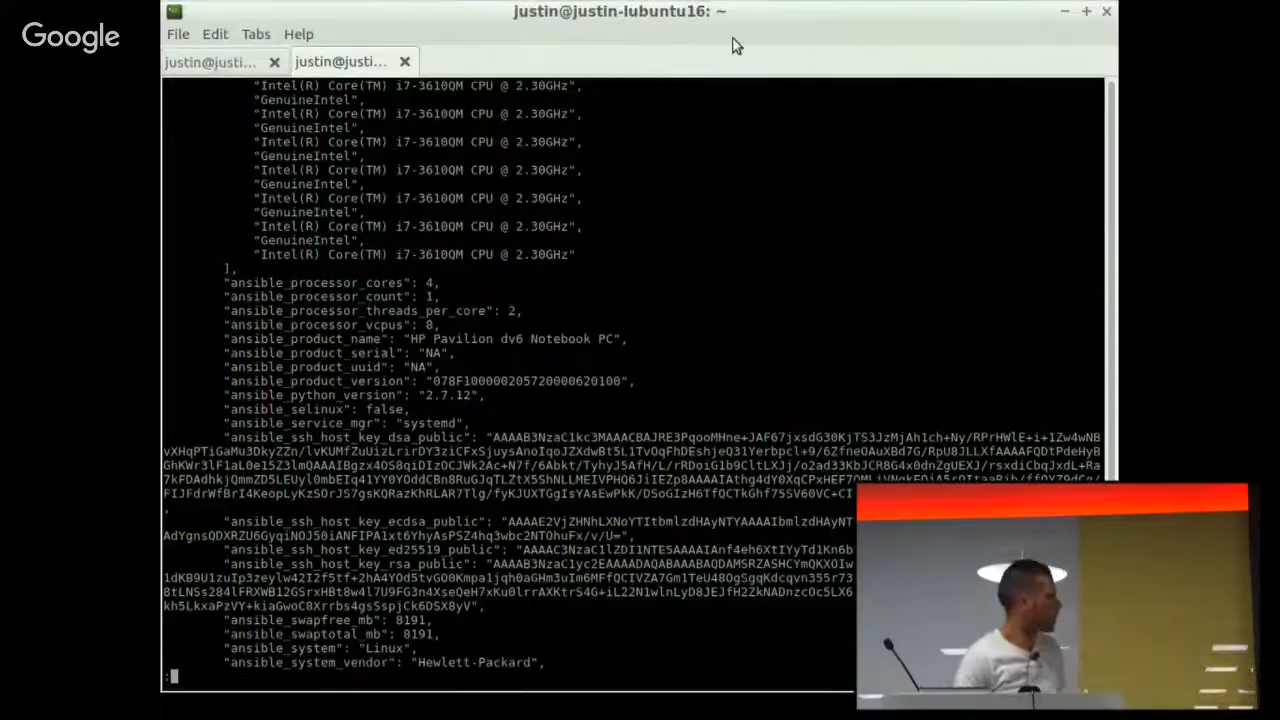 Google
justin@justin-lubuntu16: ~
File Edit Tabs Help
justin@justi... justin@justi...
"Intel(R) Core(TM) i7-3610QM CPU @ 2.30GHz",
"GenuineIntel",
"Intel(R) Core(TM) i7-3610QM CPU @ 2.30GHz",
"GenuineIntel",
"Intel(R) Core(TM) i7-3610QM CPU @ 2.30GHz",
"GenuineIntel",
"Intel(R) Core(TM) i7-3610QM CPU @ 2.30GHz",
"GenuineIntel",
"Intel(R) Core(TM) i7-3610QM CPU @ 2.30GHz",
"GenuineIntel",
"Intel(R) Core(TM) i7-3610QM CPU @ 2.30GHz",
"GenuineIntel",
"Intel(R) Core(TM) i7-3610QM CPU @ 2.30GHz"
],
"ansible_processor_cores": 4,
"ansible_processor_count": 1,
"ansible_processor_threads_per_core": 2,
"ansible_processor_vcpus": 8,
"ansible_product_name": "HP Pavilion dv6 Notebook PC",
"ansible_product_serial": "NA",
"ansible_product_uuid": "NA",
"ansible_product_version": "078F100000205720000620100",
"ansible_python_version": "2.7.12",
"ansible_selinux": false,
"ansible_service_mgr": "systemd",
"ansible_ssh_host_key_dsa_public":
,
"ansible_ssh_host_key_ecdsa_public":
"ansible_ssh_host_key_ed25519_public":
"ansible_ssh_host_key_rsa_public":
"ansible_swapfree_mb": 8191,
"ansible_swaptotal_mb": 8191,
"ansible_system": "Linux",
"ansible_system_vendor": "Hewlett-Packard",
: